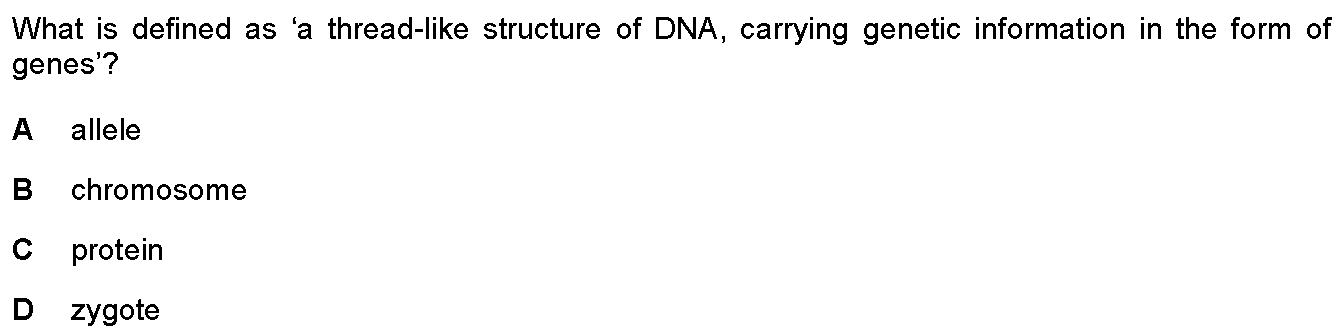 What is defined as ‘a thread-like structure of DNA, carrying genetic information in the form of
genes’?
A allele
B chromosome
C protein
D zygote